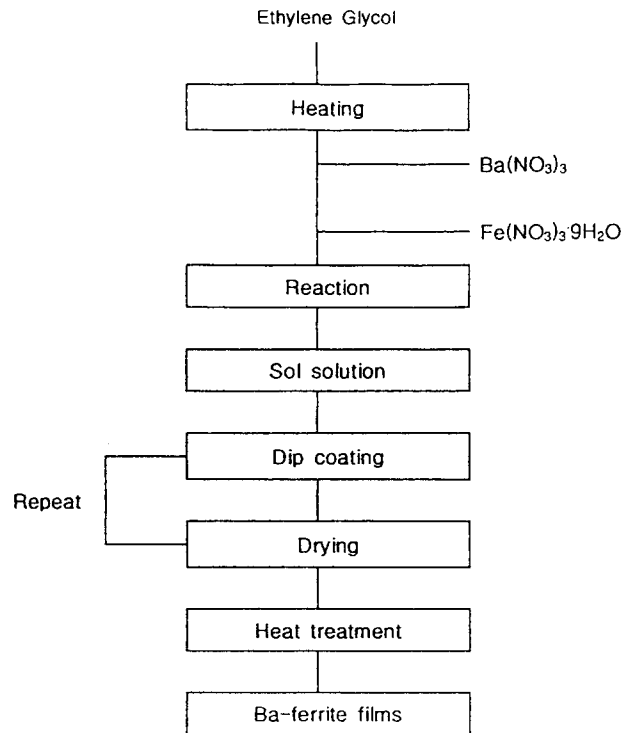 Ethylene Glycol
Heating
Ba(NO₃)₃
Fe(NO₃)₃·9H₂O
Reaction
Sol solution
Dip coating
Repeat
Drying
Heat treatment
Ba-ferrite films